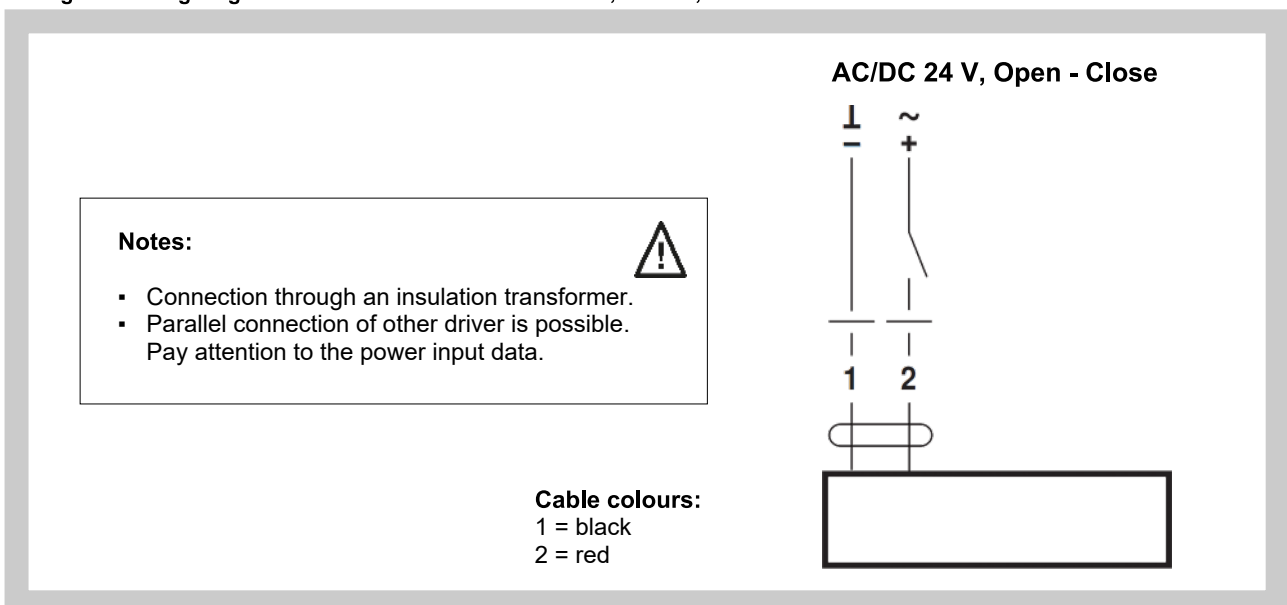 AC/DC 24 V, Open - Close
⊥ ~
− +
Notes:
▪ Connection through an insulation transformer.
▪ Parallel connection of other driver is possible.
Pay attention to the power input data.
1 2
Cable colours:
1 = black
2 = red